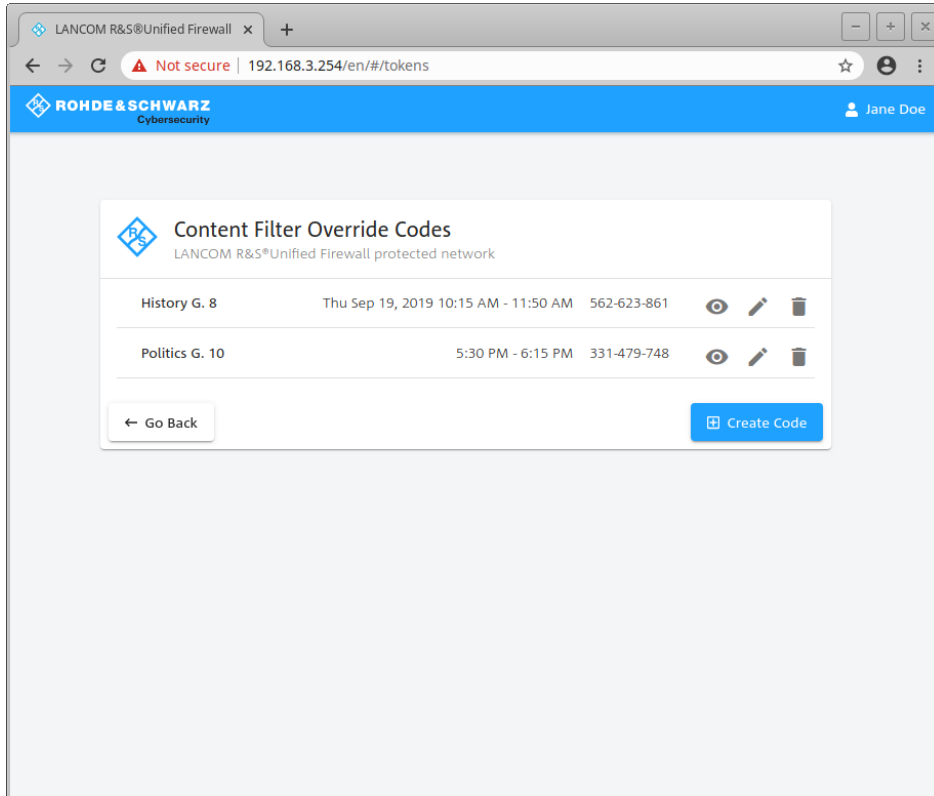 LANCOM R&S®Unified Firewall
Not secure | 192.168.3.254/en/#/tokens
ROHDE&SCHWARZ
Cybersecurity
Jane Doe
R S
Content Filter Override Codes
LANCOM R&S®Unified Firewall protected network
History G. 8 Thu Sep 19, 2019 10:15 AM - 11:50 AM 562-623-861
Politics G. 10 5:30 PM - 6:15 PM 331-479-748
← Go Back
Create Code